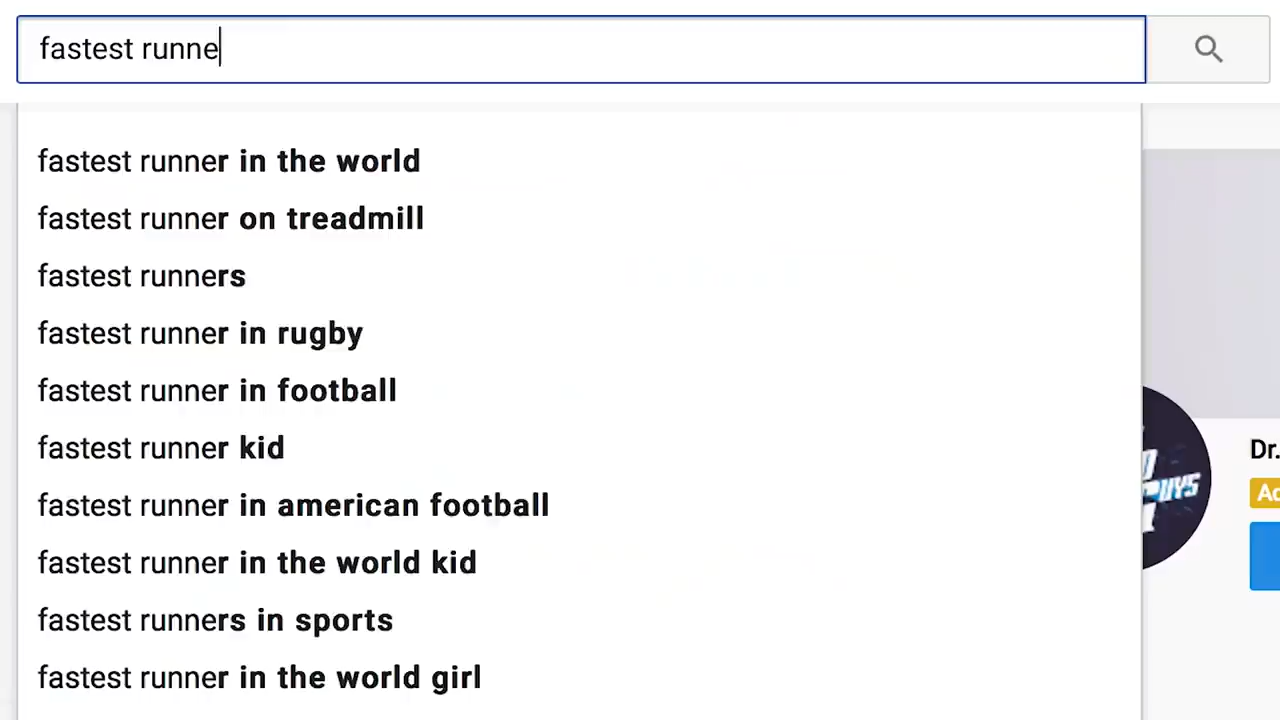 fastest runne
fastest runner in the world
fastest runner on treadmill
fastest runners
fastest runner in rugby
fastest runner in football
fastest runner kid
fastest runner in american football
fastest runner in the world kid
fastest runners in sports
fastest runner in the world girl
Dr.
UYS